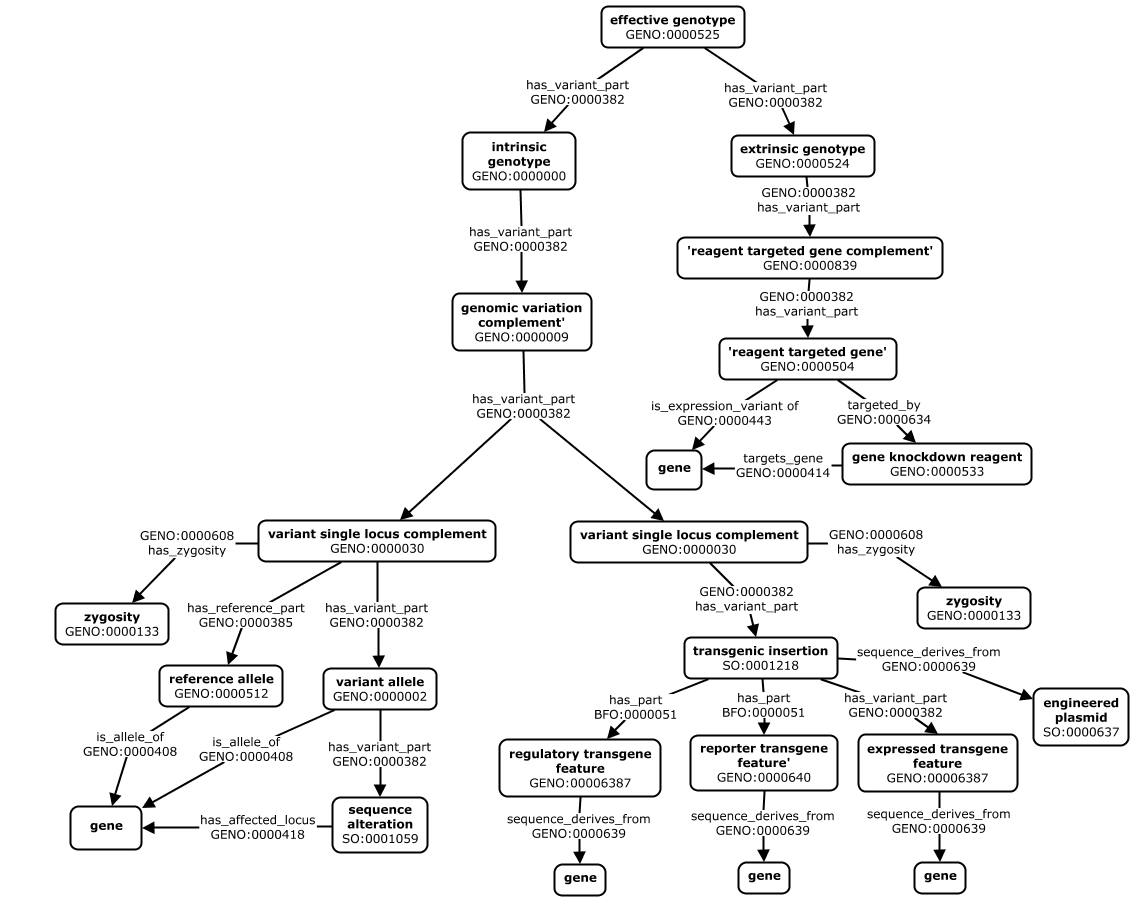 effective genotype
GENO:0000525
has_variant_part
GENO:0000382
has_variant_part
GENO:0000382
intrinsic
genotype
GENO:0000000
extrinsic genotype
GENO:0000524
GENO:0000382
has_variant_part
has_variant_part
GENO:0000382
'reagent targeted gene complement'
GENO:0000839
GENO:0000382
has_variant_part
genomic variation
complement'
GENO:0000009
'reagent targeted gene'
GENO:0000504
has_variant_part
GENO:0000382
is_expression_variant of
GENO:0000443
targeted_by
GENO:0000634
gene
targets_gene
GENO:0000414
gene knockdown reagent
GENO:0000533
GENO:0000608
has_zygosity
variant single locus complement
GENO:0000030
variant single locus complement
GENO:0000030
GENO:0000608
has_zygosity
zygosity
GENO:0000133
has_reference_part
GENO:0000385
has_variant_part
GENO:0000382
GENO:0000382
has_variant_part
zygosity
GENO:0000133
reference allele
GENO:0000512
variant allele
GENO:0000002
transgenic insertion
SO:0001218
sequence_derives_from
GENO:0000639
has_part
BFO:0000051
has_part
BFO:0000051
has_variant_part
GENO:0000382
engineered
plasmid
SO:0000637
is_allele_of
GENO:0000408
is_allele_of
GENO:0000408
has_variant_part
GENO:0000382
regulatory transgene
feature
GENO:00006387
reporter transgene
feature'
GENO:0000640
expressed transgene
feature
GENO:00006387
gene
has_affected_locus
GENO:0000418
sequence
alteration
SO:0001059
sequence_derives_from
GENO:0000639
sequence_derives_from
GENO:0000639
sequence_derives_from
GENO:0000639
gene
gene
gene